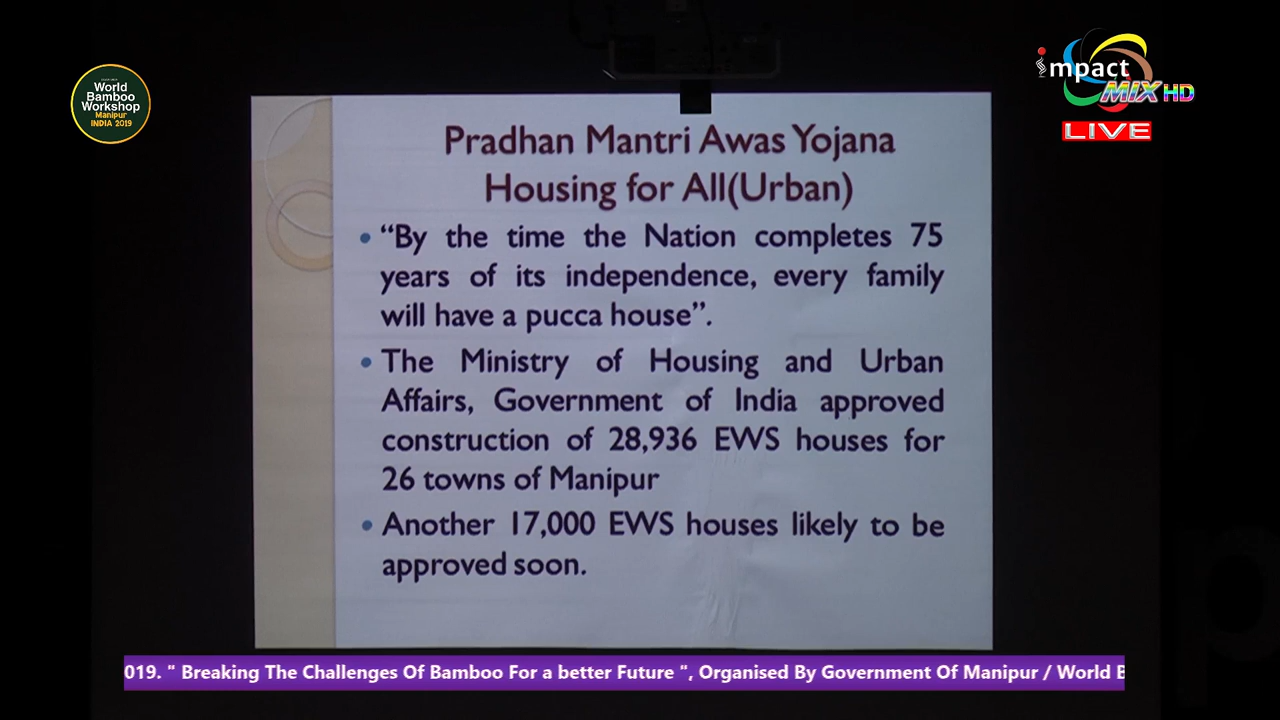 World
Bamboo
Workshop
Manipur
INDIA 2019
impact
MIX HD
LIVE
Pradhan Mantri Awas Yojana
Housing for All(Urban)
• “By the time the Nation completes 75
years of its independence, every family
will have a pucca house”.
• The Ministry of Housing and Urban
Affairs, Government of India approved
construction of 28,936 EWS houses for
26 towns of Manipur
• Another 17,000 EWS houses likely to be
approved soon.
019. " Breaking The Challenges Of Bamboo For a better Future ", Organised By Government Of Manipur / World B